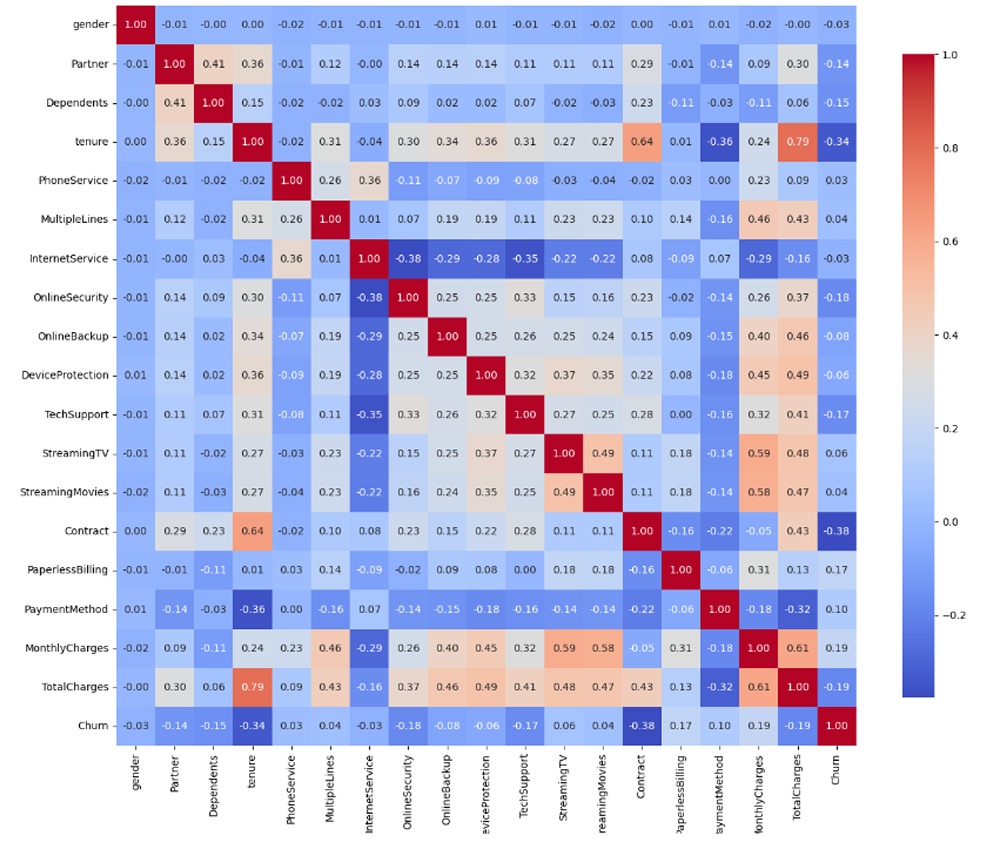 gender 1.00 -0.01 -0.00 0.00 -0.02 -0.01 -0.01 -0.01 -0.01 0.01 -0.01 -0.01 -0.02 0.00 -0.01 0.01 -0.02 -0.00 -0.03
Partner -0.01 1.00 0.41 0.36 -0.01 0.12 -0.00 0.14 0.14 0.14 0.11 0.11 0.11 0.29 -0.01 -0.14 0.09 0.30 -0.14
1.0
Dependents -0.00 0.41 1.00 0.15 -0.02 -0.02 0.03 0.09 0.02 0.02 0.07 -0.02 -0.03 0.23 -0.11 -0.03 -0.11 0.06 -0.15
tenure 0.00 0.36 0.15 1.00 -0.02 0.31 -0.04 0.30 0.34 0.36 0.31 0.27 0.27 0.64 0.01 -0.36 0.24 0.79 -0.34
0.8
PhoneService -0.02 -0.01 -0.02 -0.02 1.00 0.26 0.36 -0.11 -0.07 -0.09 -0.08 -0.03 -0.04 -0.02 0.03 0.00 0.23 0.09 0.03
MultipleLines -0.01 0.12 -0.02 0.31 0.26 1.00 0.01 0.07 0.19 0.19 0.11 0.23 0.23 0.10 0.14 -0.16 0.46 0.43 0.04
0.6
InternetService -0.01 -0.00 0.03 -0.04 0.36 0.01 1.00 -0.38 -0.29 -0.28 -0.35 -0.22 -0.22 0.08 -0.09 0.07 -0.29 -0.16 -0.03
OnlineSecurity -0.01 0.14 0.09 0.30 -0.11 0.07 -0.38 1.00 0.25 0.25 0.33 0.15 0.16 0.23 -0.02 -0.14 0.26 0.37 -0.18
OnlineBackup -0.01 0.14 0.02 0.34 -0.07 0.19 -0.29 0.25 1.00 0.25 0.26 0.25 0.24 0.15 0.09 -0.15 0.40 0.46 -0.08
0.4
DeviceProtection 0.01 0.14 0.02 0.36 -0.09 0.19 -0.28 0.25 0.25 1.00 0.32 0.37 0.35 0.22 0.08 -0.18 0.45 0.49 -0.06
TechSupport -0.01 0.11 0.07 0.31 -0.08 0.11 -0.35 0.33 0.26 0.32 1.00 0.27 0.25 0.28 0.00 -0.16 0.32 0.41 -0.17
0.2
StreamingTV -0.01 0.11 -0.02 0.27 -0.03 0.23 -0.22 0.15 0.25 0.37 0.27 1.00 0.49 0.11 0.18 -0.14 0.59 0.48 0.06
StreamingMovies -0.02 0.11 -0.03 0.27 -0.04 0.23 -0.22 0.16 0.24 0.35 0.25 0.49 1.00 0.11 0.18 -0.14 0.58 0.47 0.04
0.0
Contract 0.00 0.29 0.23 0.64 -0.02 0.10 0.08 0.23 0.15 0.22 0.28 0.11 0.11 1.00 -0.16 -0.22 -0.05 0.43 -0.38
PaperlessBilling -0.01 -0.01 -0.11 0.01 0.03 0.14 -0.09 -0.02 0.09 0.08 0.00 0.18 0.18 -0.16 1.00 -0.06 0.31 0.13 0.17
PaymentMethod 0.01 -0.14 -0.03 -0.36 0.00 -0.16 0.07 -0.14 -0.15 -0.18 -0.16 -0.14 -0.14 -0.22 -0.06 1.00 -0.18 -0.32 0.10
-0.2
MonthlyCharges -0.02 0.09 -0.11 0.24 0.23 0.46 -0.29 0.26 0.40 0.45 0.32 0.59 0.58 -0.05 0.31 -0.18 1.00 0.61 0.19
TotalCharges -0.00 0.30 0.06 0.79 0.09 0.43 -0.16 0.37 0.46 0.49 0.41 0.48 0.47 0.43 0.13 -0.32 0.61 1.00 -0.19
Churn -0.03 -0.14 -0.15 -0.34 0.03 0.04 -0.03 -0.18 -0.08 -0.06 -0.17 0.06 0.04 -0.38 0.17 0.10 0.19 -0.19 1.00
gender
Partner
Dependents
tenure
PhoneService
MultipleLines
InternetService
OnlineSecurity
OnlineBackup
eviceProtection
TechSupport
StreamingTV
reamingMovies
Contract
PaperlessBilling
aymentMethod
onthlyCharges
TotalCharges
Churn